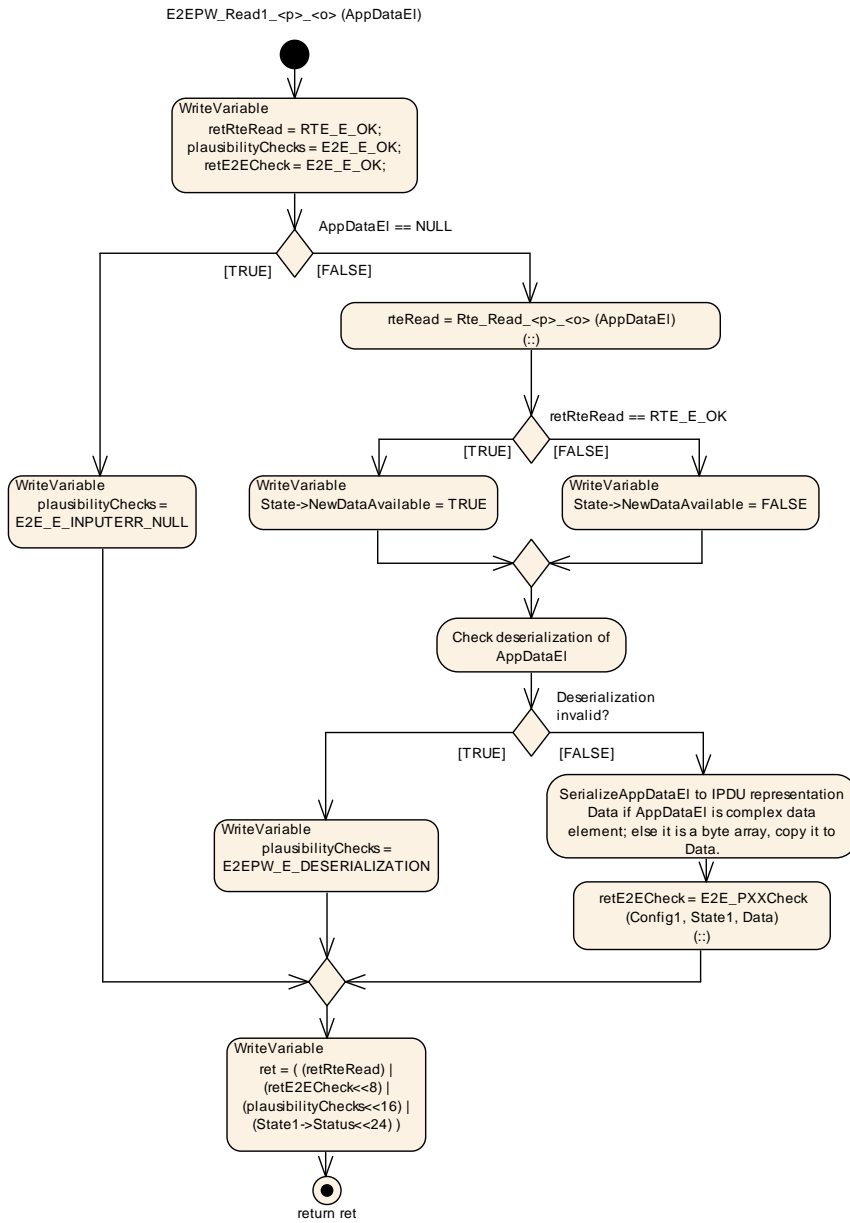 E2EPW_Read1_<p>_<o> (AppDataEl)
WriteVariable
retRteRead = RTE_E_OK;
plausibilityChecks = E2E_E_OK;
retE2ECheck = E2E_E_OK;
AppDataEl == NULL
[TRUE]
[FALSE]
rteRead = Rte_Read_<p>_<o> (AppDataEl)
(::)
retRteRead == RTE_E_OK
[TRUE]
[FALSE]
WriteVariable
plausibilityChecks =
E2E_E_INPUTERR_NULL
WriteVariable
State->NewDataAvailable = TRUE
WriteVariable
State->NewDataAvailable = FALSE
Check deserialization of
AppDataEl
Deserialization
invalid?
[TRUE]
[FALSE]
WriteVariable
plausibilityChecks =
E2EPW_E_DESERIALIZATION
SerializeAppDataEl to IPDU representation
Data if AppDataEl is complex data
element; else it is a byte array, copy it to
Data.
retE2ECheck = E2E_PXXCheck
(Config1, State1, Data)
(::)
WriteVariable
ret = ( (retRteRead) |
(retE2ECheck<<8) |
(plausibilityChecks<<16) |
(State1->Status<<24) )
return ret